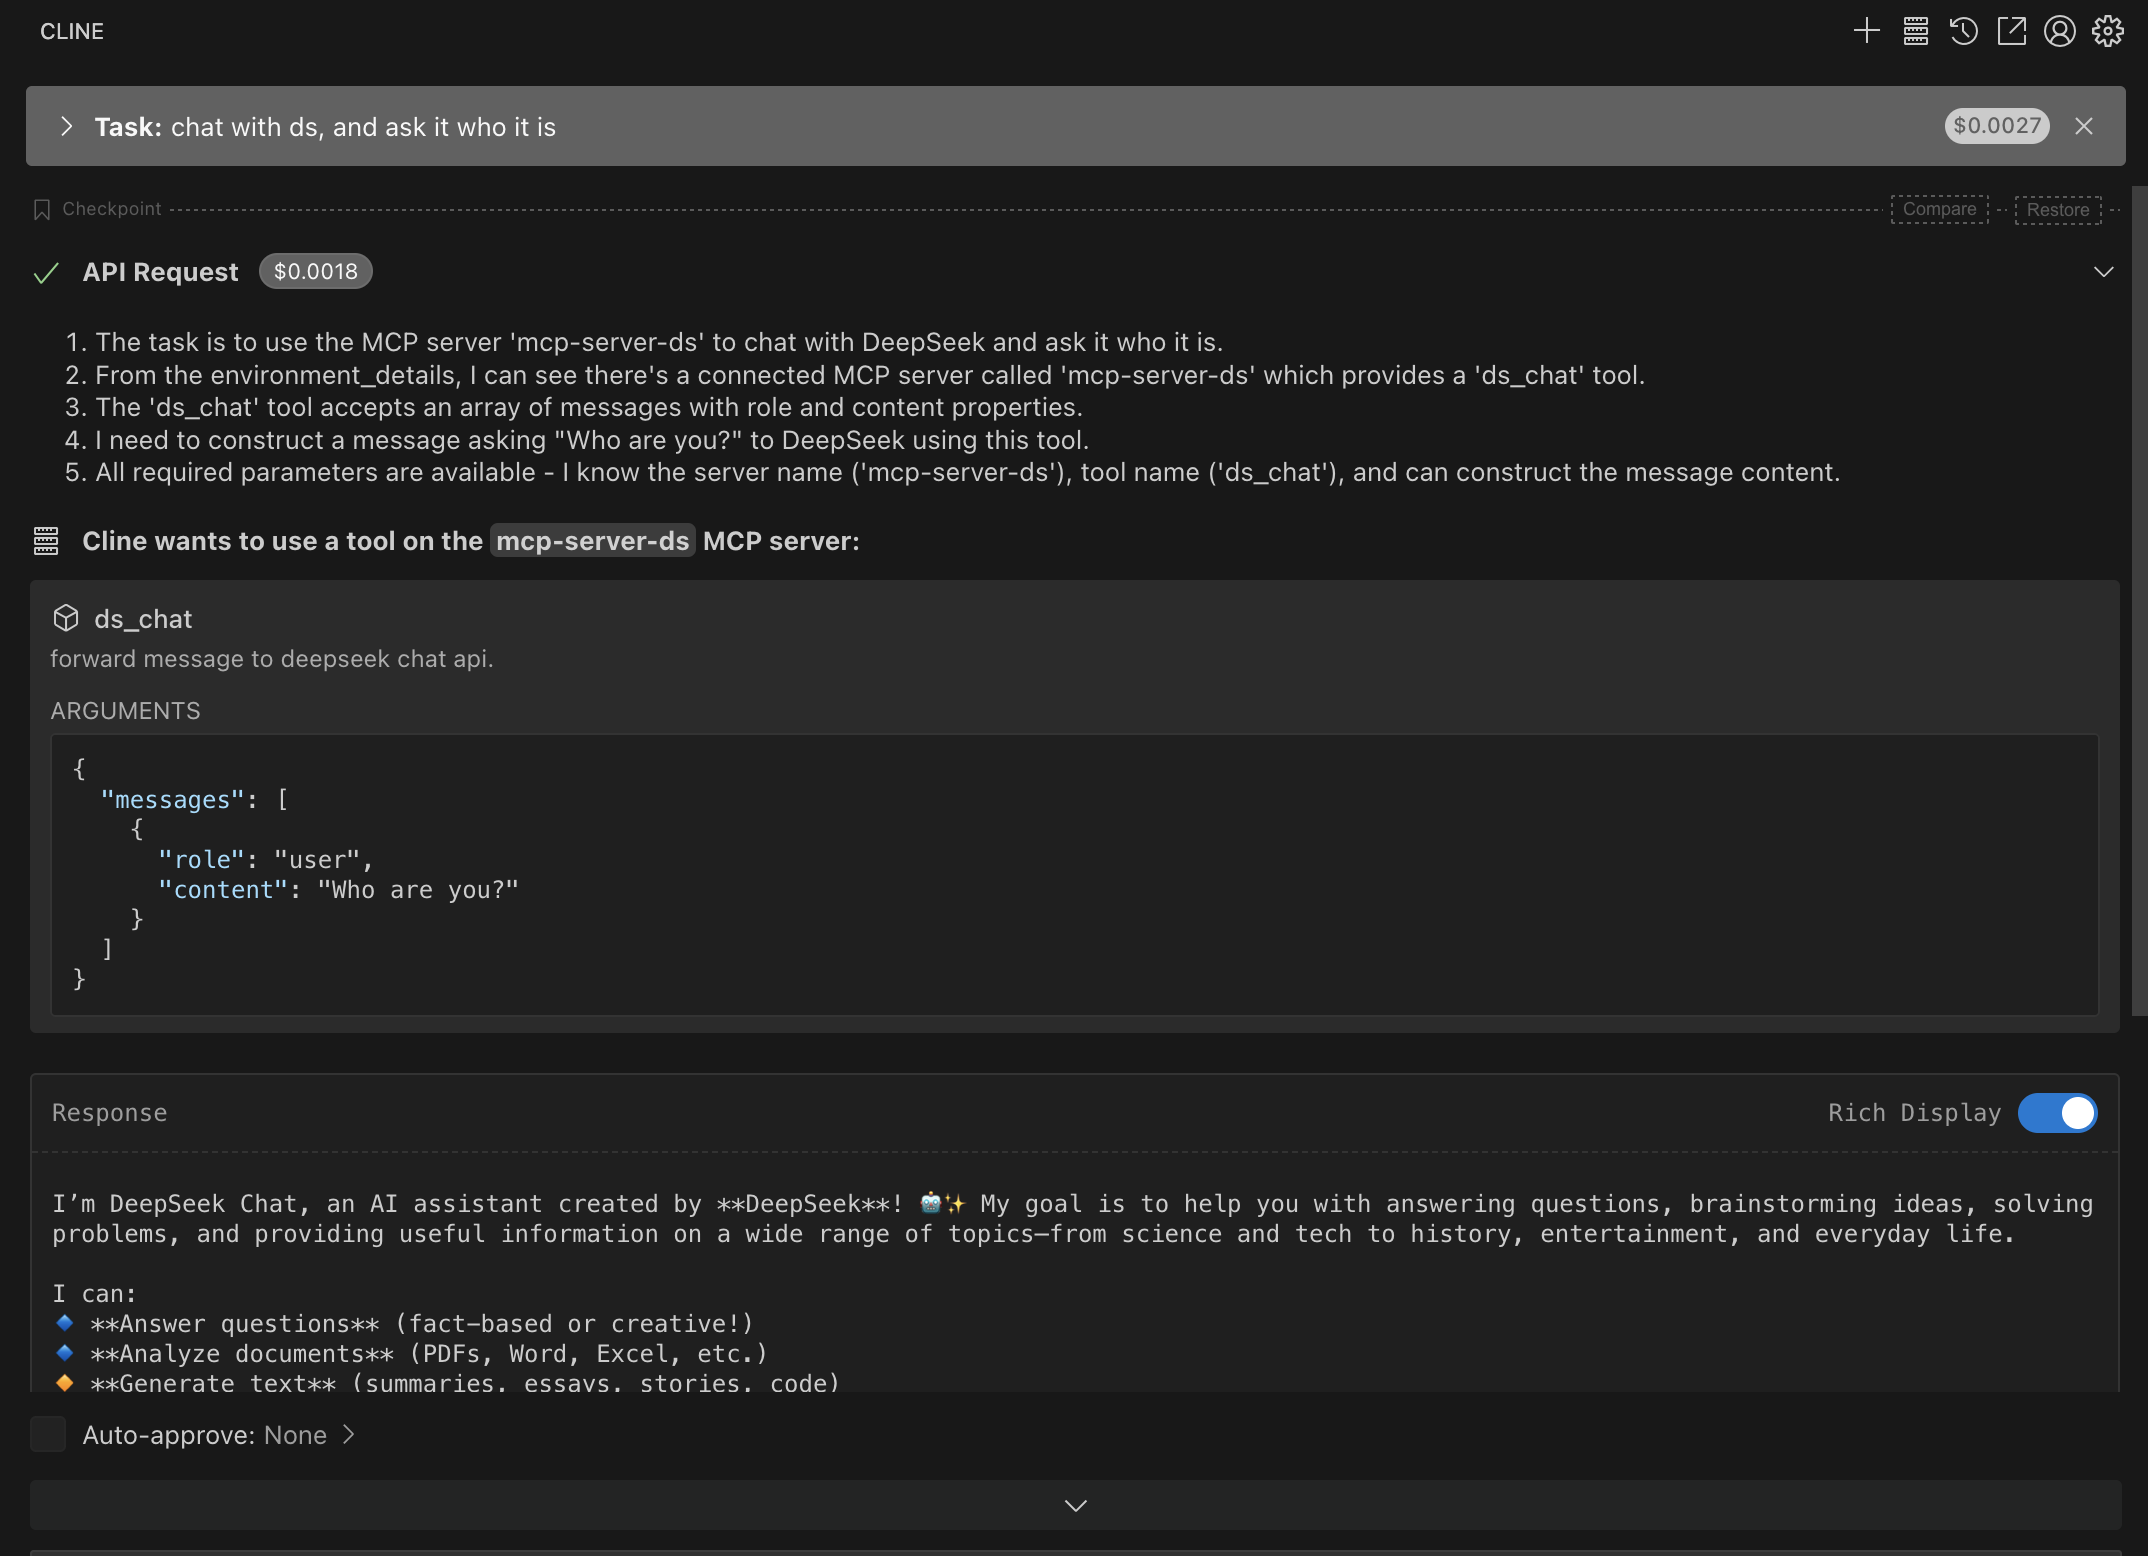 CLINE
Task: chat with ds, and ask it who it is $0.0027
Checkpoint Compare Restore
API Request $0.0018
1. The task is to use the MCP server 'mcp-server-ds' to chat with DeepSeek and ask it who it is.
2. From the environment_details, I can see there's a connected MCP server called 'mcp-server-ds' which provides a 'ds_chat' tool.
3. The 'ds_chat' tool accepts an array of messages with role and content properties.
4. I need to construct a message asking "Who are you?" to DeepSeek using this tool.
5. All required parameters are available - I know the server name ('mcp-server-ds'), tool name ('ds_chat'), and can construct the message content.
Cline wants to use a tool on the mcp-server-ds MCP server:
ds_chat
forward message to deepseek chat api.
ARGUMENTS
{
"messages": [
{
"role": "user",
"content": "Who are you?"
}
]
}
Response Rich Display
I’m DeepSeek Chat, an AI assistant created by **DeepSeek**! 🤖✨ My goal is to help you with answering questions, brainstorming ideas, solving
problems, and providing useful information on a wide range of topics—from science and tech to history, entertainment, and everyday life.
I can:
🔹 **Answer questions** (fact-based or creative!)
🔹 **Analyze documents** (PDFs, Word, Excel, etc.)
🔸 **Generate text** (summaries, essays, stories, code)
Auto-approve: None